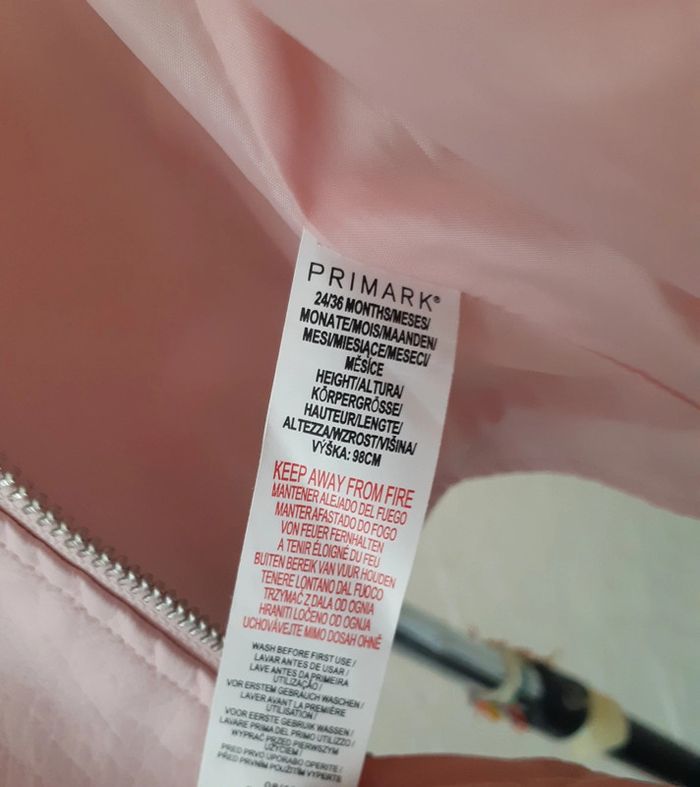 PRIMARK®
24/36 MONTHS/MESES/
MONATE/MOIS/MAANDEN/
MESI/MIESIĄCE/MESECI/
MĚSÍCE
HEIGHT/ALTURA/
KÖRPERGRÖSSE/
HAUTEUR/LENGTE/
ALTEZZA/WZROST/VIŠINA/
VÝŠKA: 98CM
KEEP AWAY FROM FIRE
MANTENER ALEJADO DEL FUEGO
MANTER AFASTADO DO FOGO
VON FEUER FERNHALTEN
A TENIR ÉLOIGNÉ DU FEU
BUITEN BEREIK VAN VUUR HOUDEN
TENERE LONTANO DAL FUOCO
TRZYMAĆ Z DALA OD OGNIA
HRANITI LOČENO OD OGNJA
UCHOVÁVEJTE MIMO DOSAH OHNĚ
WASH BEFORE FIRST USE /
LAVAR ANTES DE USAR /
LAVE ANTES DA PRIMEIRA
UTILIZAÇÃO /
VOR ERSTEM GEBRAUCH WASCHEN /
LAVER AVANT LA PREMIÈRE
UTILISATION /
VOOR EERSTE GEBRUIK WASSEN /
LAVARE PRIMA DEL PRIMO UTILIZZO /
WYPRAĆ PRZED PIERWSZYM
UŻYCIEM /
PRED PRVO UPORABO OPERITE /
PŘED PRVNÍM POUŽITÍM VYPERTE